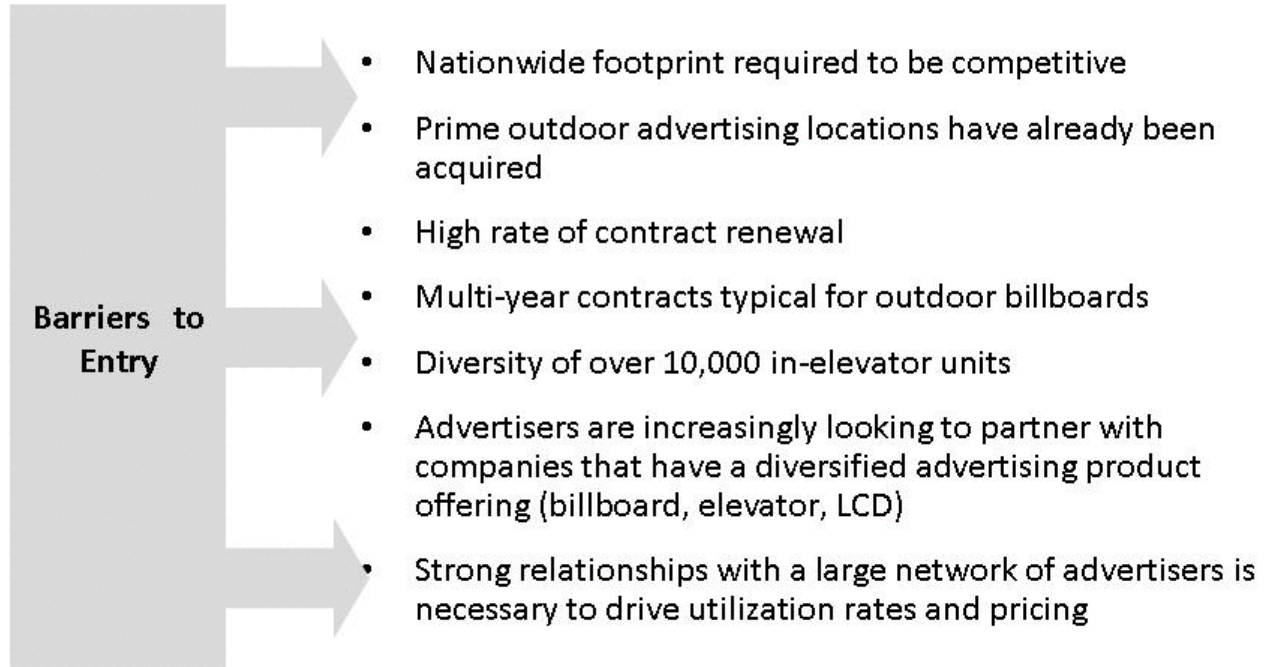 Barriers to
Entry
• Nationwide footprint required to be competitive
• Prime outdoor advertising locations have already been
acquired
• High rate of contract renewal
• Multi-year contracts typical for outdoor billboards
• Diversity of over 10,000 in-elevator units
• Advertisers are increasingly looking to partner with
companies that have a diversified advertising product
offering (billboard, elevator, LCD)
• Strong relationships with a large network of advertisers is
necessary to drive utilization rates and pricing